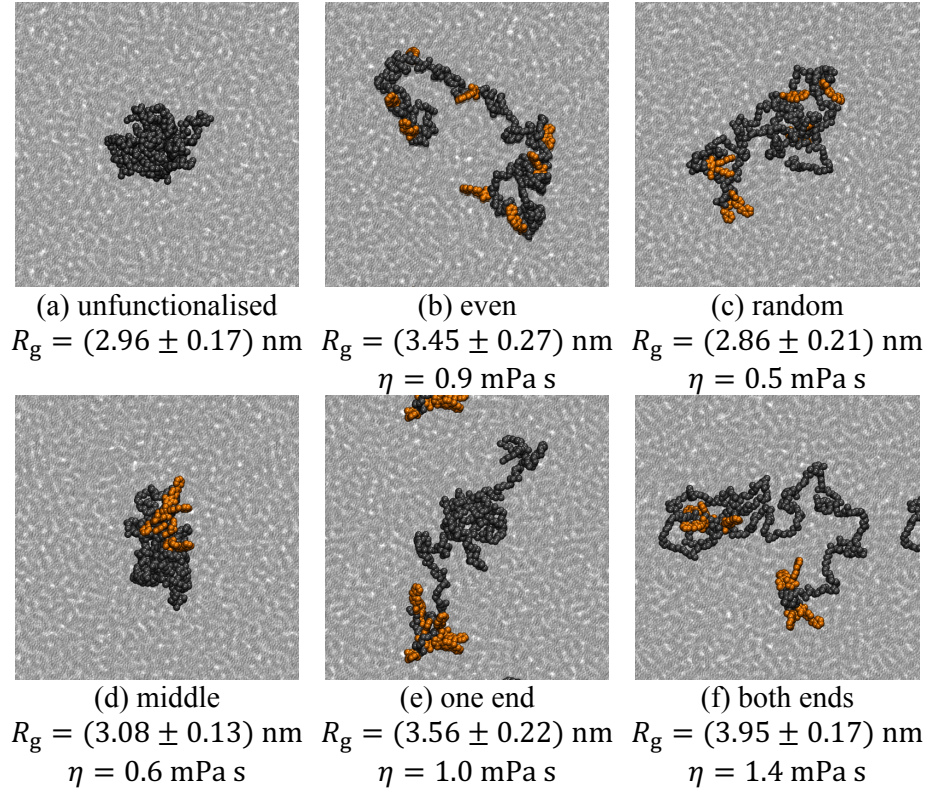 (a) unfunctionalised
R_g = (2.96 ± 0.17) nm
(b) even
R_g = (3.45 ± 0.27) nm
η = 0.9 mPa s
(c) random
R_g = (2.86 ± 0.21) nm
η = 0.5 mPa s
(d) middle
R_g = (3.08 ± 0.13) nm
η = 0.6 mPa s
(e) one end
R_g = (3.56 ± 0.22) nm
η = 1.0 mPa s
(f) both ends
R_g = (3.95 ± 0.17) nm
η = 1.4 mPa s